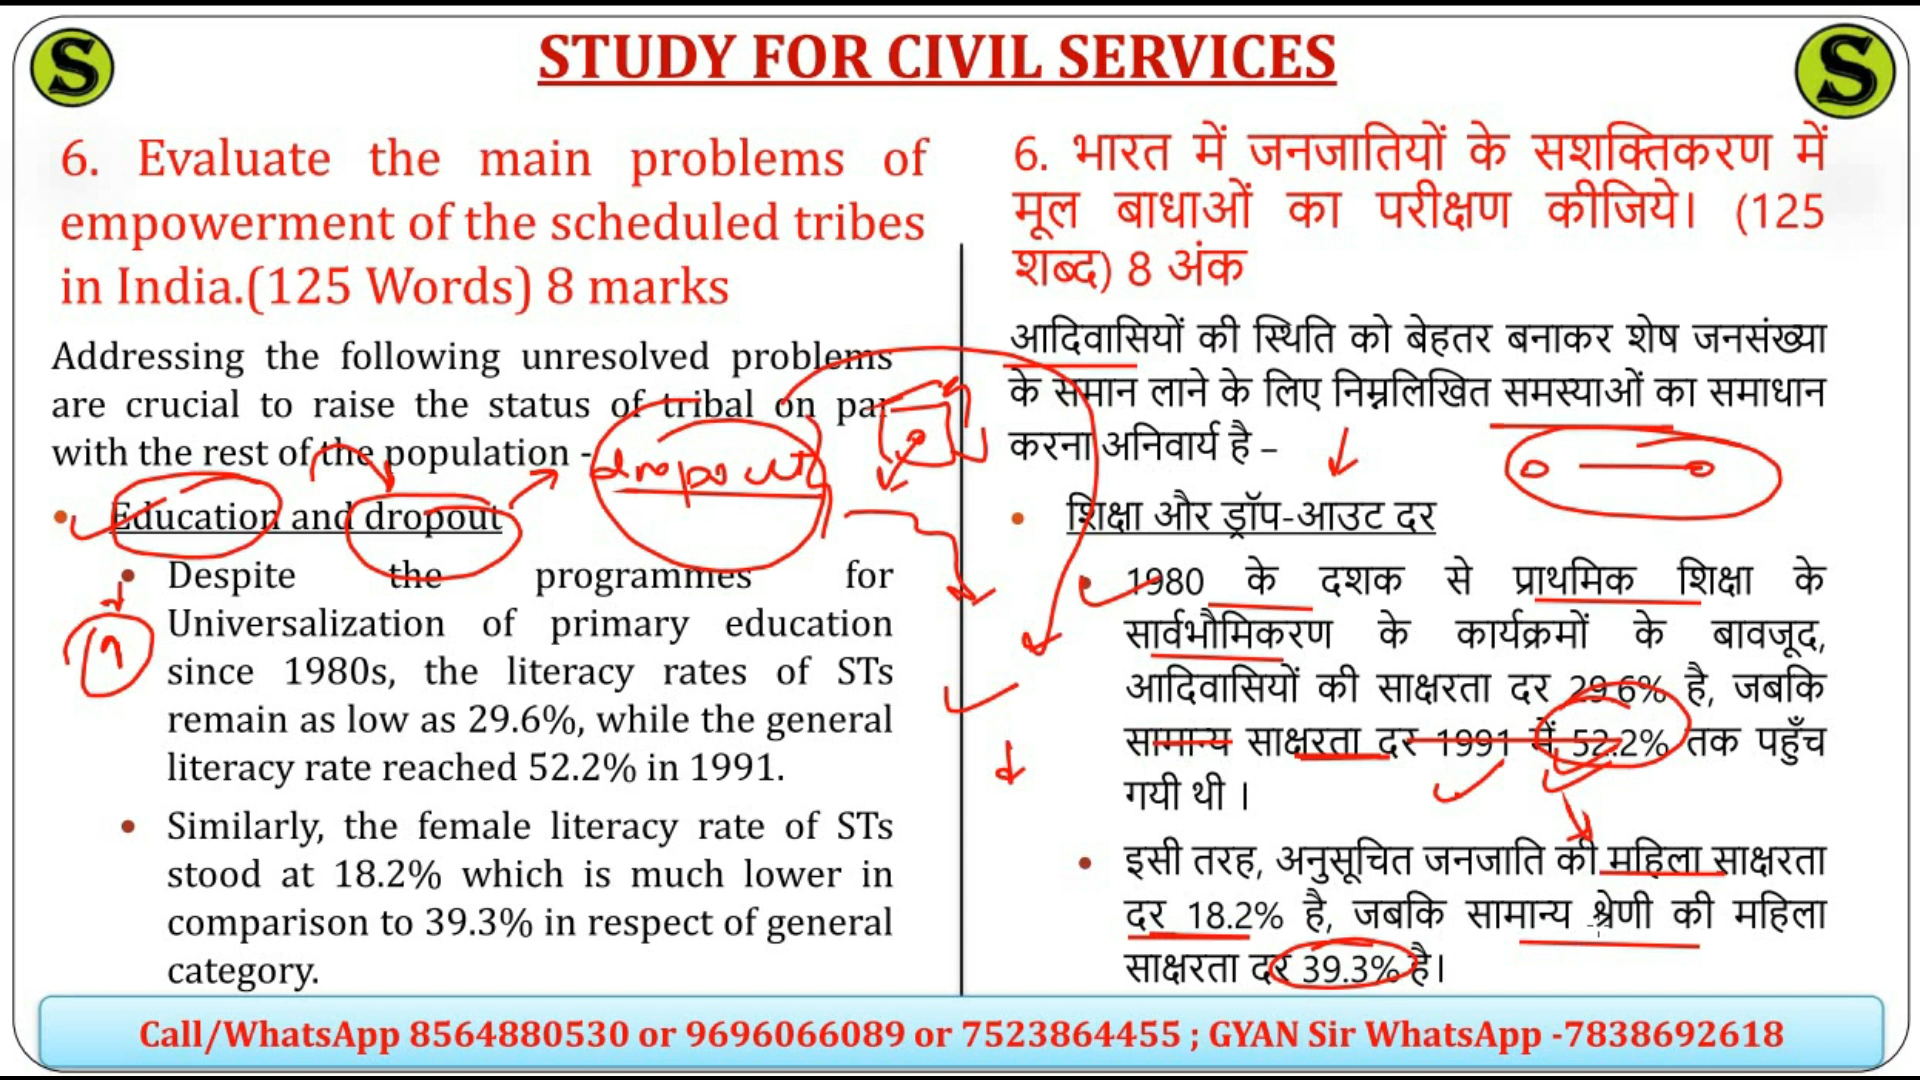 S
STUDY FOR CIVIL SERVICES
S
6. Evaluate the main problems of
empowerment of the scheduled tribes
in India.(125 Words) 8 marks
Addressing the following unresolved problems
are crucial to raise the status of tribal on par
with the rest of the population -
dropout
Education and dropout
Despite the programmes for
Universalization of primary education
since 1980s, the literacy rates of STs
remain as low as 29.6%, while the general
literacy rate reached 52.2% in 1991.
Similarly, the female literacy rate of STs
stood at 18.2% which is much lower in
comparison to 39.3% in respect of general
category.
6. भारत में जनजातियों के सशक्तिकरण में
मूल बाधाओं का परीक्षण कीजिये। (125
शब्द) 8 अंक
आदिवासियों की स्थिति को बेहतर बनाकर शेष जनसंख्या
के समान लाने के लिए निम्नलिखित समस्याओं का समाधान
करना अनिवार्य है –
शिक्षा और ड्रॉप-आउट दर
1980 के दशक से प्राथमिक शिक्षा के
सार्वभौमिकरण के कार्यक्रमों के बावजूद,
आदिवासियों की साक्षरता दर 29.6% है, जबकि
सामान्य साक्षरता दर 1991 में 52.2% तक पहुँच
गयी थी ।
इसी तरह, अनुसूचित जनजाति की महिला साक्षरता
दर 18.2% है, जबकि सामान्य श्रेणी की महिला
साक्षरता दर 39.3% है।
Call/WhatsApp 8564880530 or 9696066089 or 7523864455 ; GYAN Sir WhatsApp -7838692618